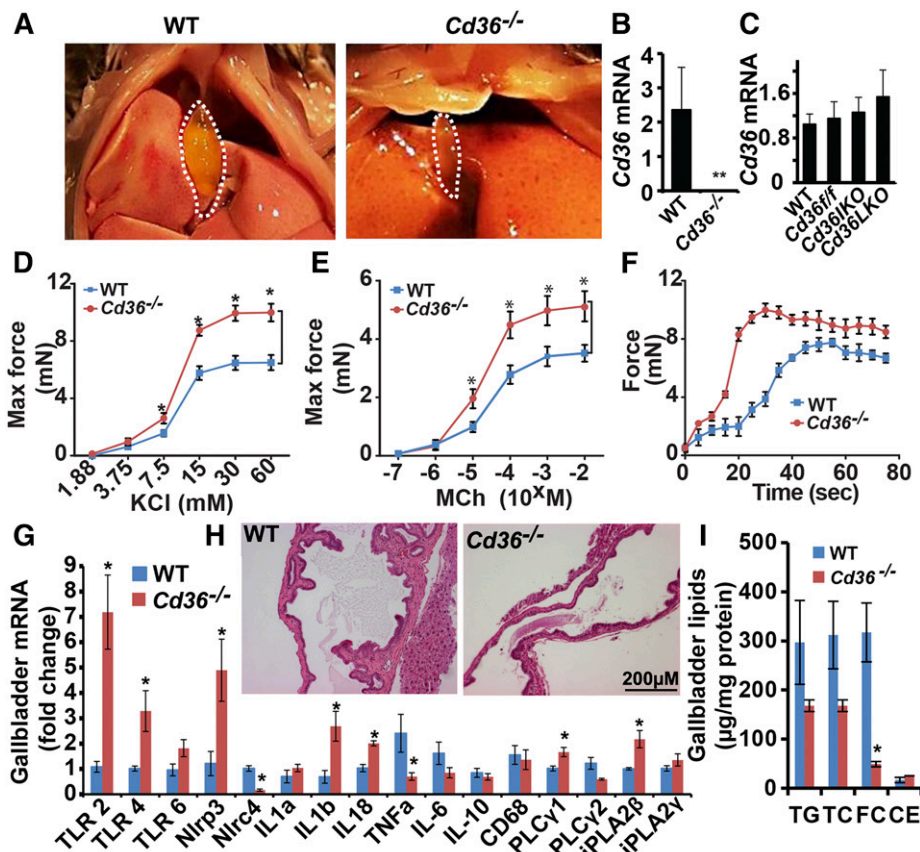 A
WT
Cd36-/-
B
Cd36 mRNA
4
3
2
1
0
**
WT
Cd36-/-
C
Cd36 mRNA
1.6
1.2
0.1
0
WT
Cd36f/f
Cd36IKO
Cd36LKO
D
WT
Cd36-/-
Max force
(mN)
12
8
4
0
* * * *
1.88 3.75 7.5 15 30 60
KCl (mM)
E
WT
Cd36-/-
Max force
(mN)
6
4
2
0
* * * *
-7 -6 -5 -4 -3 -2
MCh (10xM)
F
Force
(mN)
12
8
4
0
WT
Cd36-/-
0 20 40 60 80
Time (sec)
G
WT
Cd36-/-
Gallbladder mRNA
(fold change)
9
8
7
5
4
3
2
1
0
* * * * * * * * *
TLR 2 TLR 4 TLR 6 Nlrp3 Nlrc4 IL1a IL1b IL18 TNFa IL-6 IL-10 CD68 PLCγ1 PLCγ2 iPLA2β iPLA2γ
H
WT
Cd36-/-
200µM
I
WT
Cd36 -/-
Gallbladder lipids
(µg/mg protein)
500
400
300
200
100
0
*
TG TC FC CE